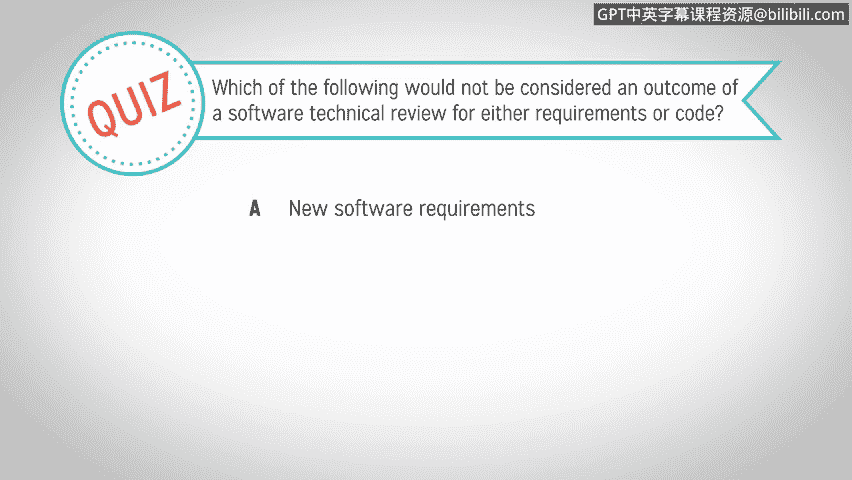 GPT中英字幕课程资源@bilibili.com
QUIZ
Which of the following would not be considered an outcome of
a software technical review for either requirements or code?
A New software requirements